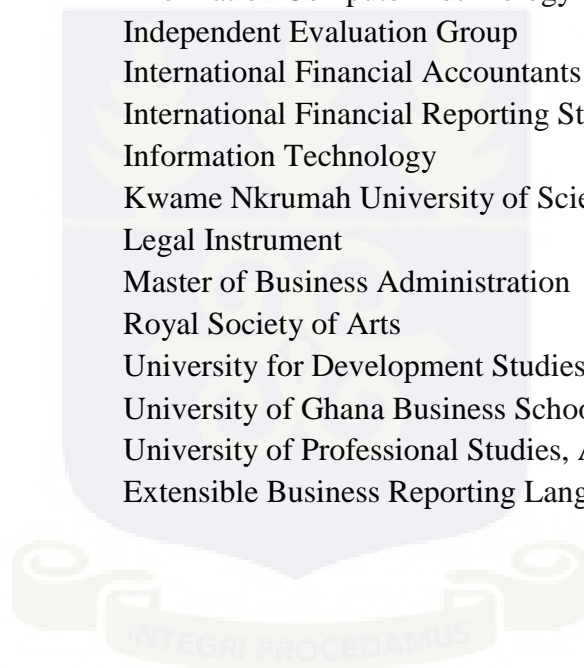 Independent Evaluation Group
International Financial Accountants
International Financial Reporting
Information Technology
Kwame Nkrumah University of
Legal Instrument
Master of Business Administration
Royal Society of Arts
University for Development Studies
University of Ghana Business
University of Professional Studies,
Extensible Business Reporting
INTEGRI PROCEDAMUS